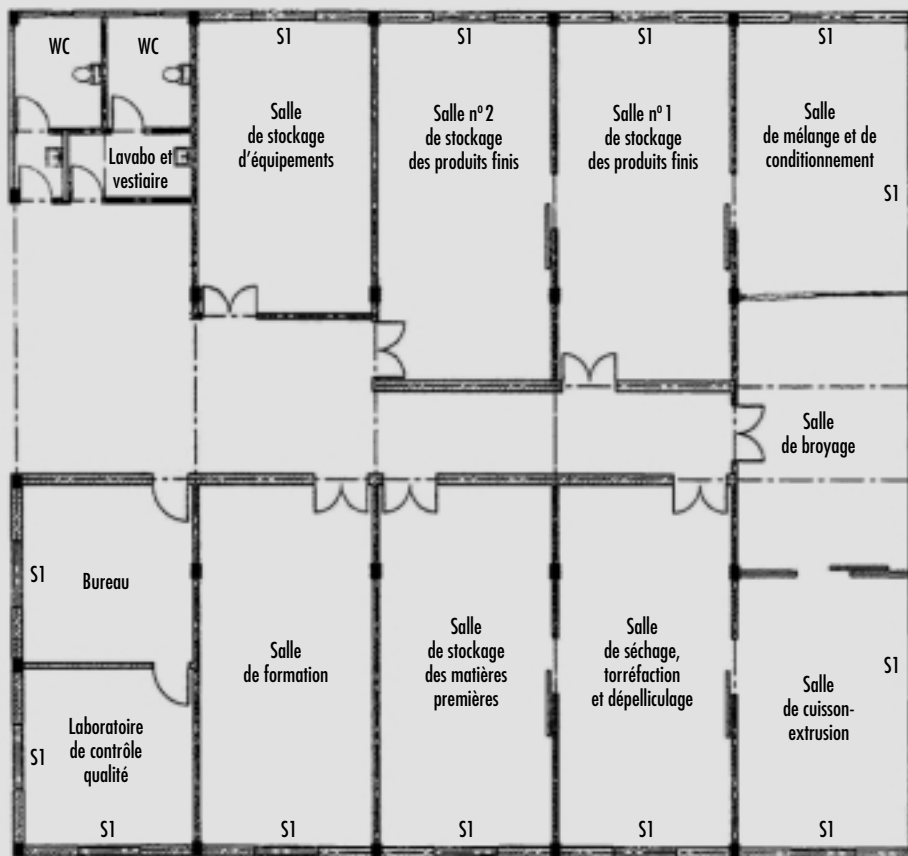 S1
S1
S1
S1
WC
WC
Salle
de stockage
d'équipements
Salle nº 2
de stockage
des produits finis
Salle nº 1
de stockage
des produits finis
Salle
de mélange et de
conditionnement
Lavabo et
vestiaire
S1
Salle
de broyage
S1
Bureau
Salle
de formation
Salle
de stockage
des matières
premières
Salle
de séchage,
torréfaction
et dépelliculage
S1
Salle
de cuisson-
extrusion
Laboratoire
de contrôle
qualité
S1
S1
S1
S1
S1
S1